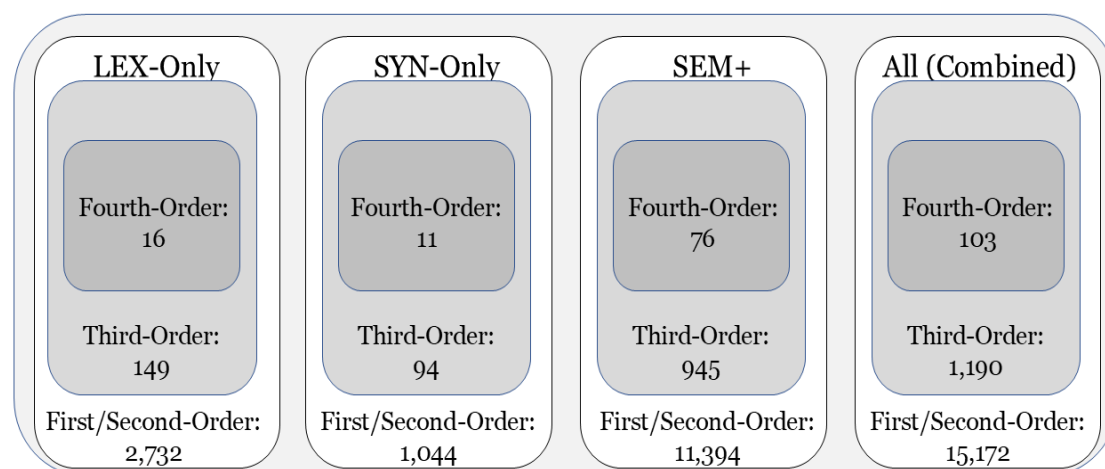 LEX-Only
Fourth-Order:
16
Third-Order:
149
First/Second-Order:
2,732
SYN-Only
Fourth-Order:
11
Third-Order:
94
First/Second-Order:
1,044
SEM+
Fourth-Order:
76
Third-Order:
945
First/Second-Order:
11,394
All (Combined)
Fourth-Order:
103
Third-Order:
1,190
First/Second-Order:
15,172